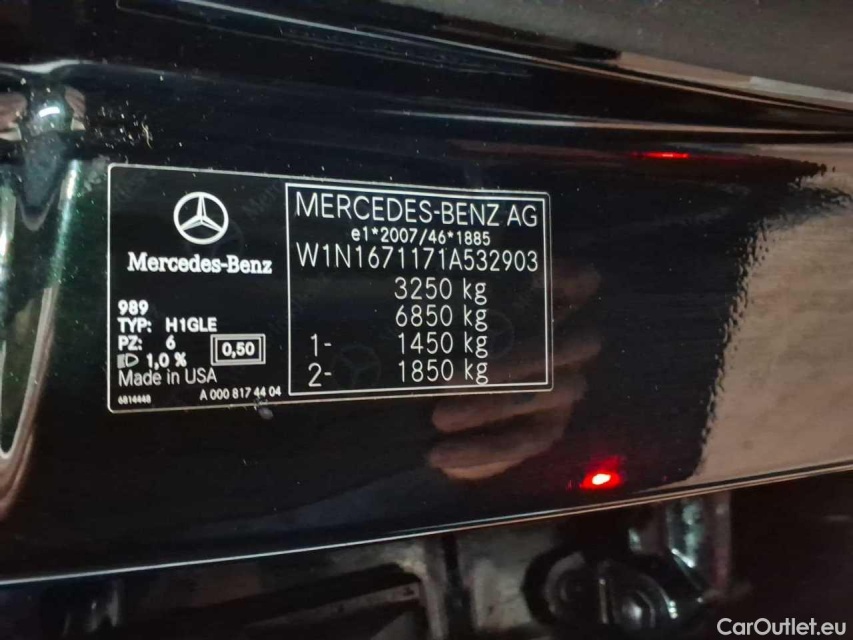 Mercedes-Benz
989
TYP: H1GLE
PZ: 6
1,0 %
0,50
Made in USA
6814448
A 000 817 44 04
MERCEDES-BENZ AG
e1*2007/46*1885
W1N1671171A532903
3250 kg
6850 kg
1- 1450 kg
2- 1850 kg
CarOutlet.eu